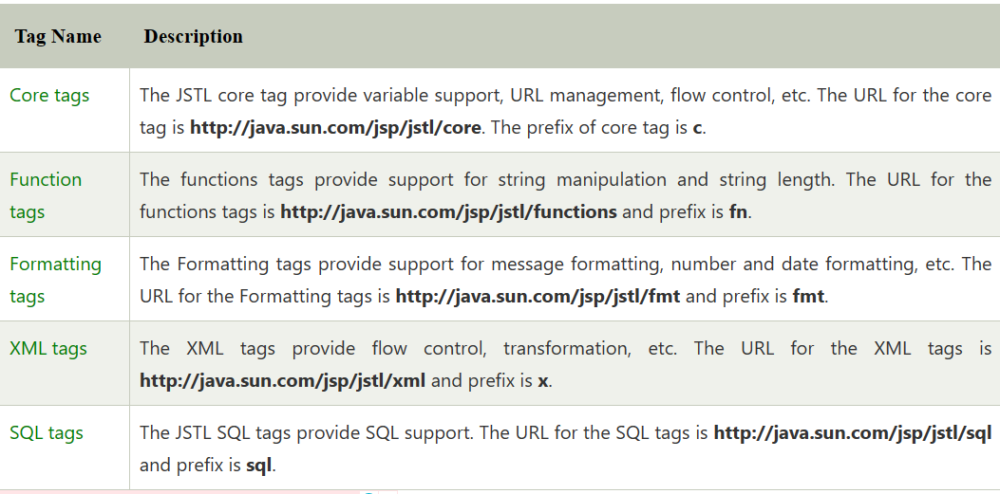 Tag Name Description
Core tags The JSTL core tag provide variable support, URL management, flow control, etc. The URL for the core
tag is http://java.sun.com/jsp/jstl/core. The prefix of core tag is c.
Function The functions tags provide support for string manipulation and string length. The URL for the
tags functions tags is http://java.sun.com/jsp/jstl/functions and prefix is fn.
Formatting The Formatting tags provide support for message formatting, number and date formatting, etc. The
tags URL for the Formatting tags is http://java.sun.com/jsp/jstl/fmt and prefix is fmt.
XML tags The XML tags provide flow control, transformation, etc. The URL for the XML tags is
http://java.sun.com/jsp/jstl/xml and prefix is x.
SQL tags The JSTL SQL tags provide SQL support. The URL for the SQL tags is http://java.sun.com/jsp/jstl/sql
and prefix is sql.